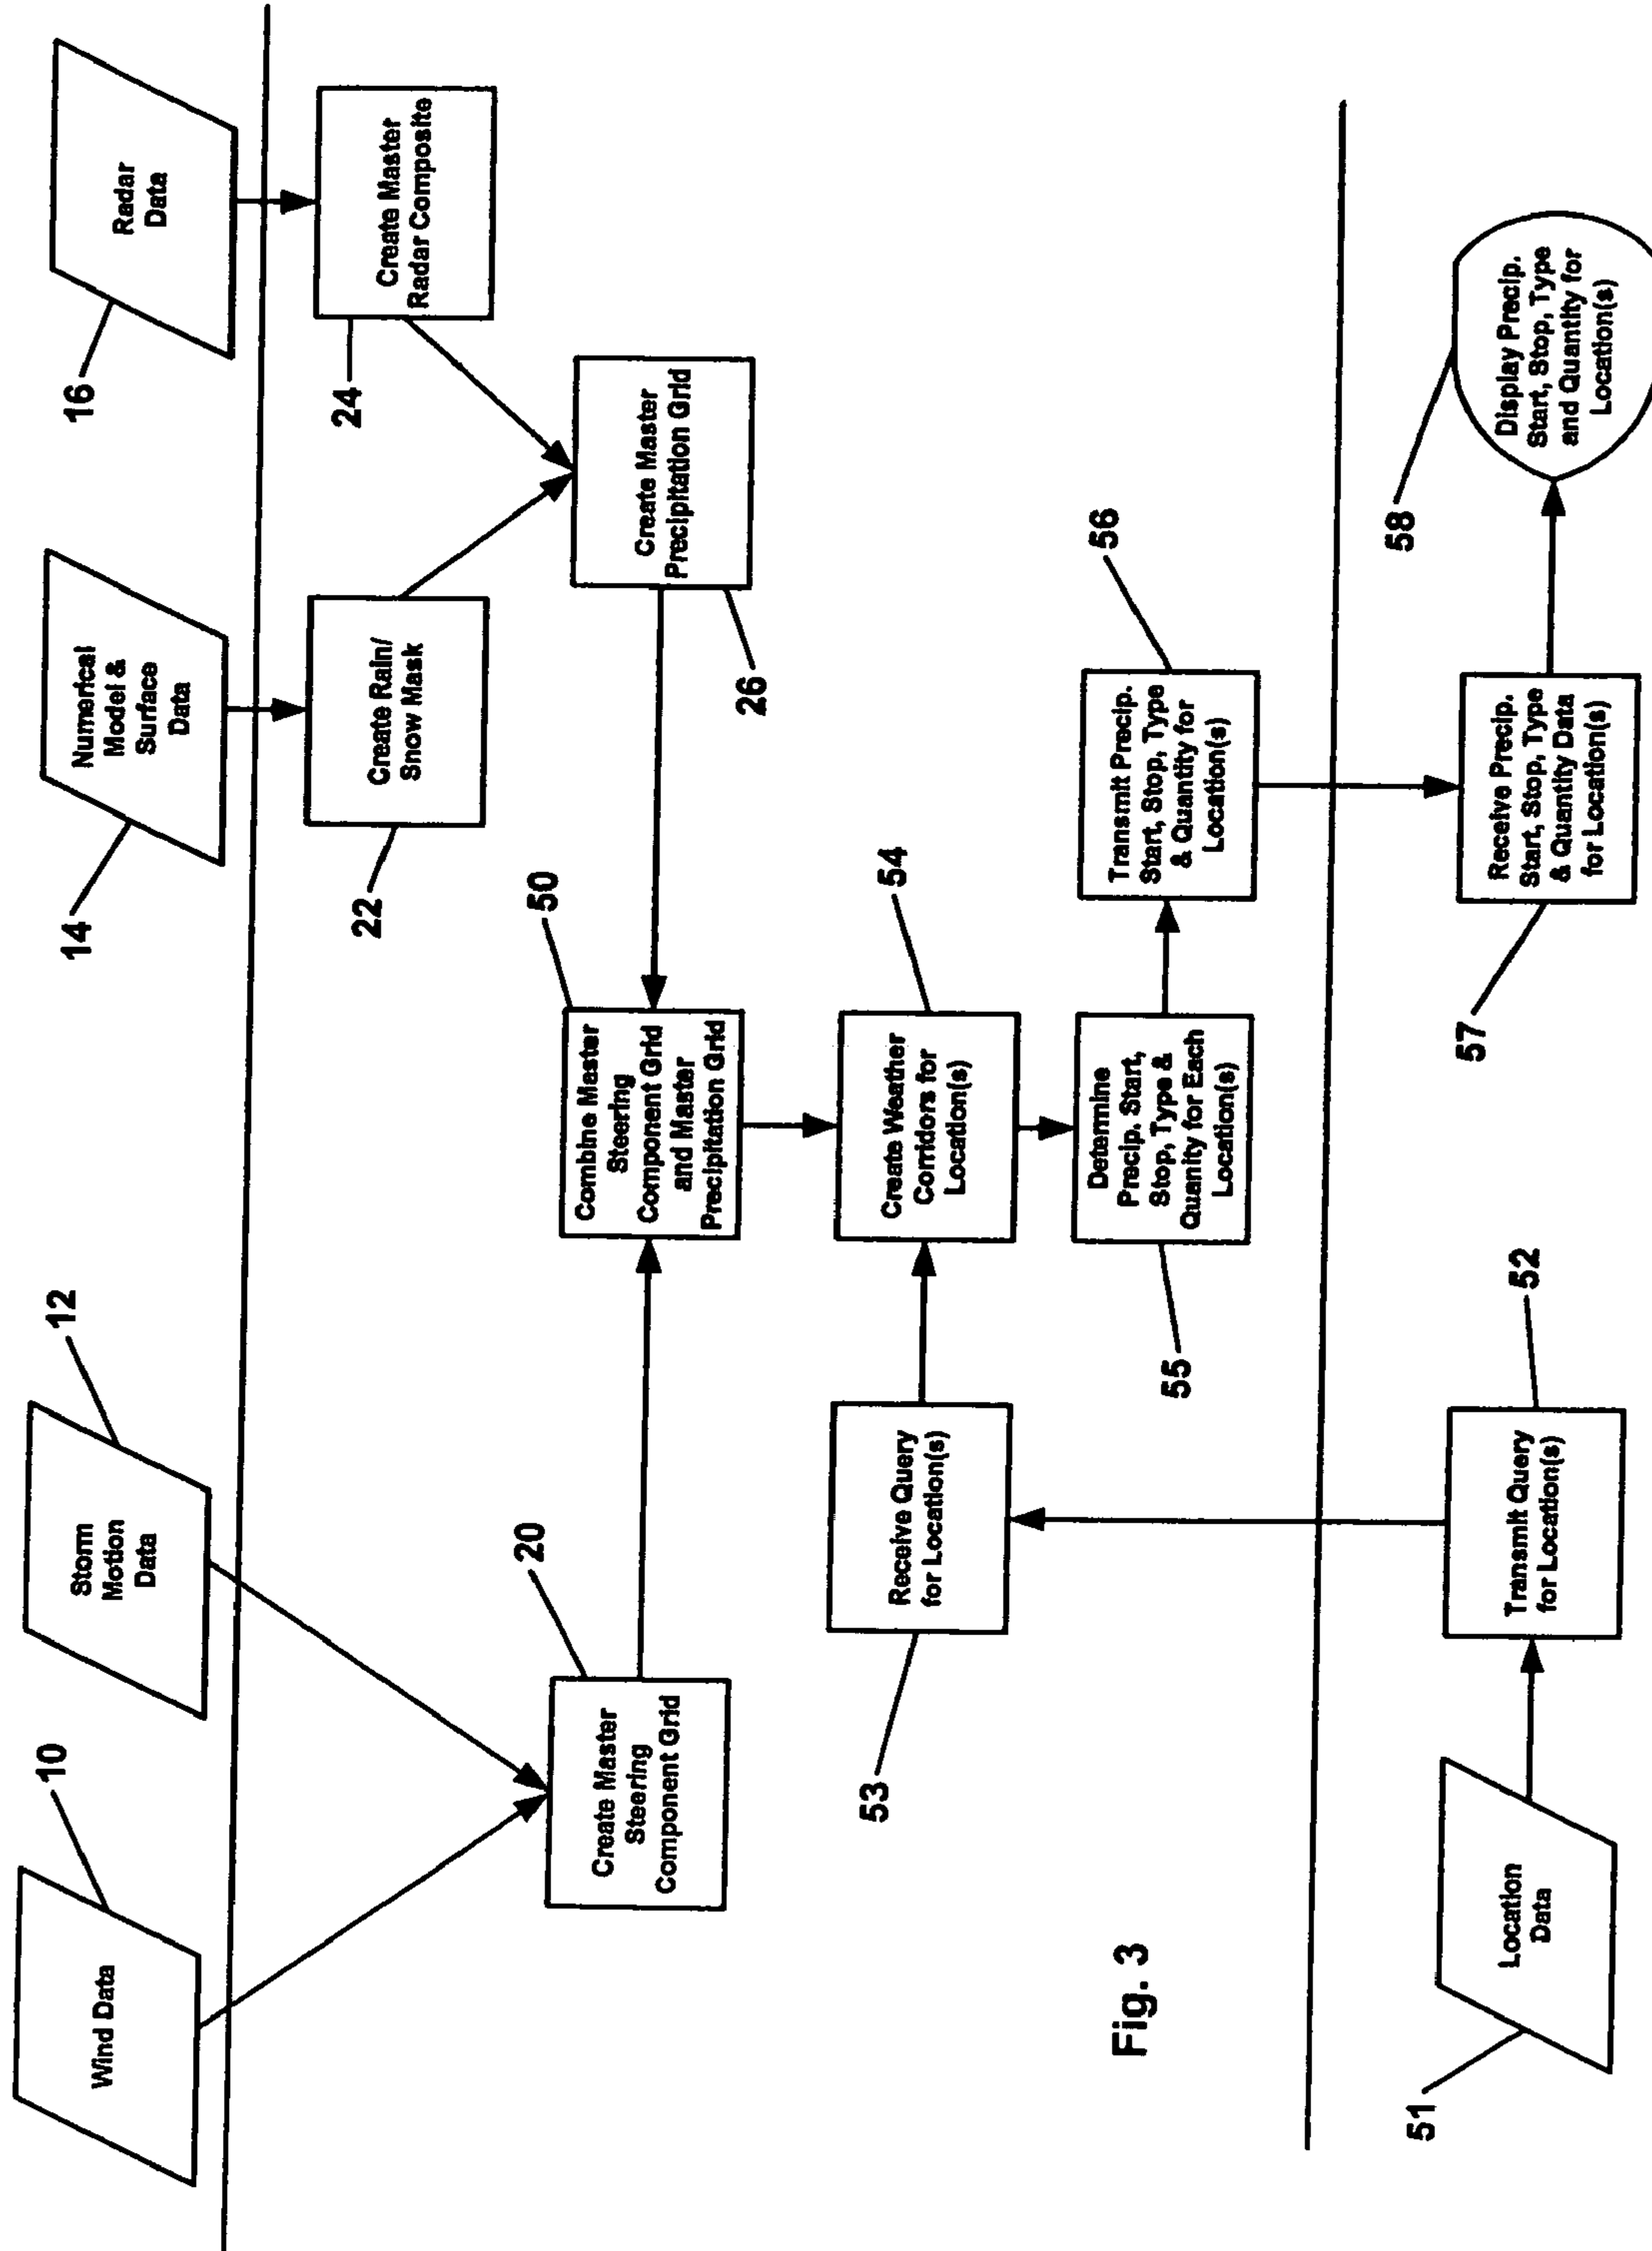 10
Wind Data
12
Storm
Motion
Data
14
Numerical
Model &
Surface
Data
16
Radar
Data
20
Create Master
Steering
Component Grid
22
Create Rain/
Snow Mask
24
Create Master
Radar Composite
50
Combine Master
Steering
Component Grid
and Master
Precipitation Grid
26
Create Master
Precipitation Grid
53
Receive Query
for Location(s)
54
Create Weather
Corridors for
Location(s)
55
Determine
Precip. Start,
Stop, Type &
Quanity for Each
Location(s)
56
Transmit Precip.
Start, Stop, Type
& Quantity for
Location(s)
Fig. 3
51
Location
Data
52
Transmit Query
for Location(s)
57
Receive Precip.
Start, Stop, Type
& Quantity Data
for Location(s)
58
Display Precip.
Start, Stop, Type
and Quantity for
Location(s)